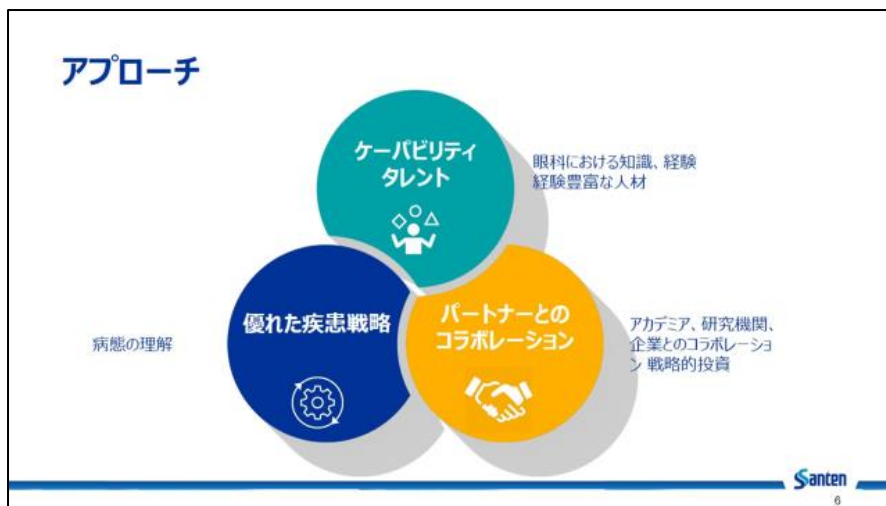 アプローチ
ケーパビリティ
タレント
眼科における知識、経験
経験豊富な人材
優れた疾患戦略
病態の理解
パートナーとの
コラボレーション
アカデミア、研究機関、
企業とのコラボレーショ
ン 戦略的投資
Santen
6